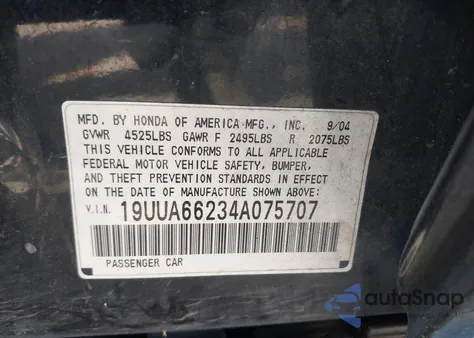 MFD. BY HONDA OF AMERICA MFG., INC. 9/04
GVWR 4525LBS GAWR F 2495LBS R 2075LBS
THIS VEHICLE CONFORMS TO ALL APPLICABLE
FEDERAL MOTOR VEHICLE SAFETY, BUMPER,
AND THEFT PREVENTION STANDARDS IN EFFECT
ON THE DATE OF MANUFACTURE SHOWN ABOVE:
V.I.N. 19UUA66234A075707
PASSENGER CAR
autoSnap